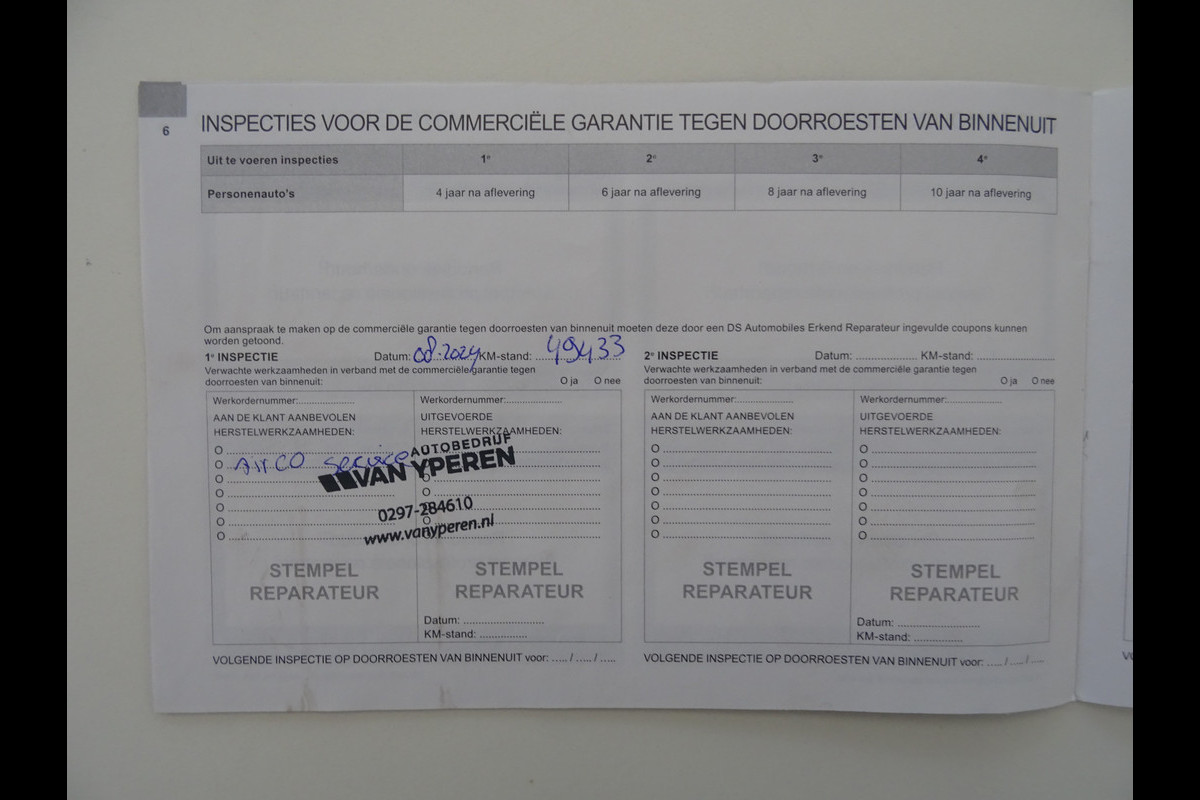 6
INSPECTIES VOOR DE COMMERCIËLE GARANTIE TEGEN DOORROESTEN VAN BINNENUIT
Uit te voeren inspecties 1e 2e 3e 4e
Personenauto's 4 jaar na aflevering 6 jaar na aflevering 8 jaar na aflevering 10 jaar na aflevering
Om aanspraak te maken op de commerciële garantie tegen doorroesten van binnenuit moeten deze door een DS Automobiles Erkend Reparateur ingevulde coupons kunnen
worden getoond.
1e INSPECTIE Datum: 08-2024 KM-stand: 49433
Verwachte werkzaamheden in verband met de commerciële garantie tegen
doorroesten van binnenuit: O ja O nee
Werkordernummer:
AAN DE KLANT AANBEVOLEN
HERSTELWERKZAAMHEDEN:
O
O Airco service
O
O
O
O
O
STEMPEL
REPARATEUR
Werkordernummer:
UITGEVOERDE
HERSTELWERKZAAMHEDEN:
AUTOBEDRIJF
VAN YPEREN
0297-284610
www.vanyperen.nl
STEMPEL
REPARATEUR
Datum:
KM-stand:
VOLGENDE INSPECTIE OP DOORROESTEN VAN BINNENUIT voor: ..... / ..... / .....
2e INSPECTIE Datum: KM-stand:
Verwachte werkzaamheden in verband met de commerciële garantie tegen
doorroesten van binnenuit: O ja O nee
Werkordernummer:
AAN DE KLANT AANBEVOLEN
HERSTELWERKZAAMHEDEN:
O
O
O
O
O
O
O
STEMPEL
REPARATEUR
Werkordernummer:
UITGEVOERDE
HERSTELWERKZAAMHEDEN:
O
O
O
O
O
O
O
STEMPEL
REPARATEUR
Datum:
KM-stand:
VOLGENDE INSPECTIE OP DOORROESTEN VAN BINNENUIT voor: ..... / ..... / .....